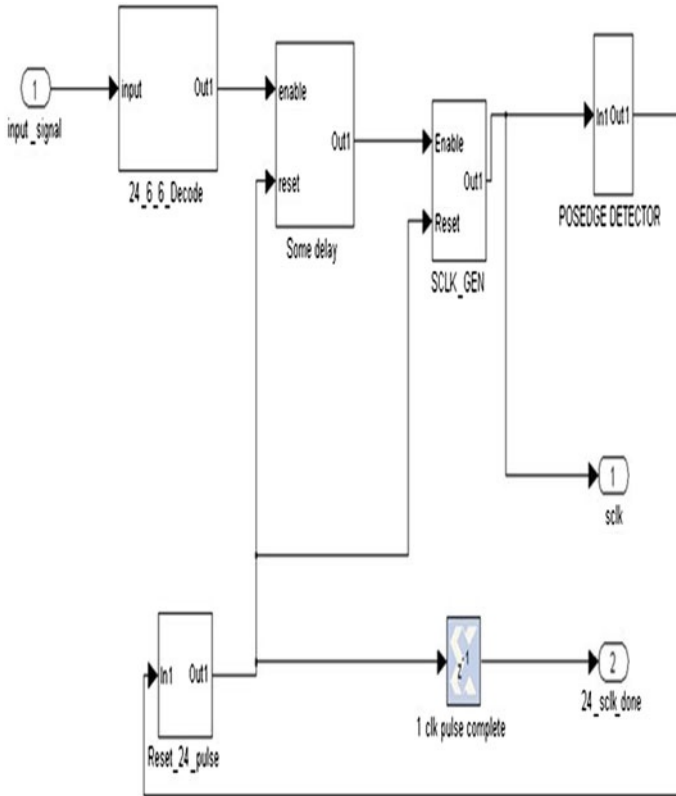 1
input_signal
input
Out1
24_6_6_Decode
enable
reset
Out1
Some delay
Enable
Reset
Out1
SCLK_GEN
In1
Out1
POSEDGE DETECTOR
1
sclk
In1
Out1
Reset_24_pulse
z-1
1 clk pulse complete
2
24_sclk_done